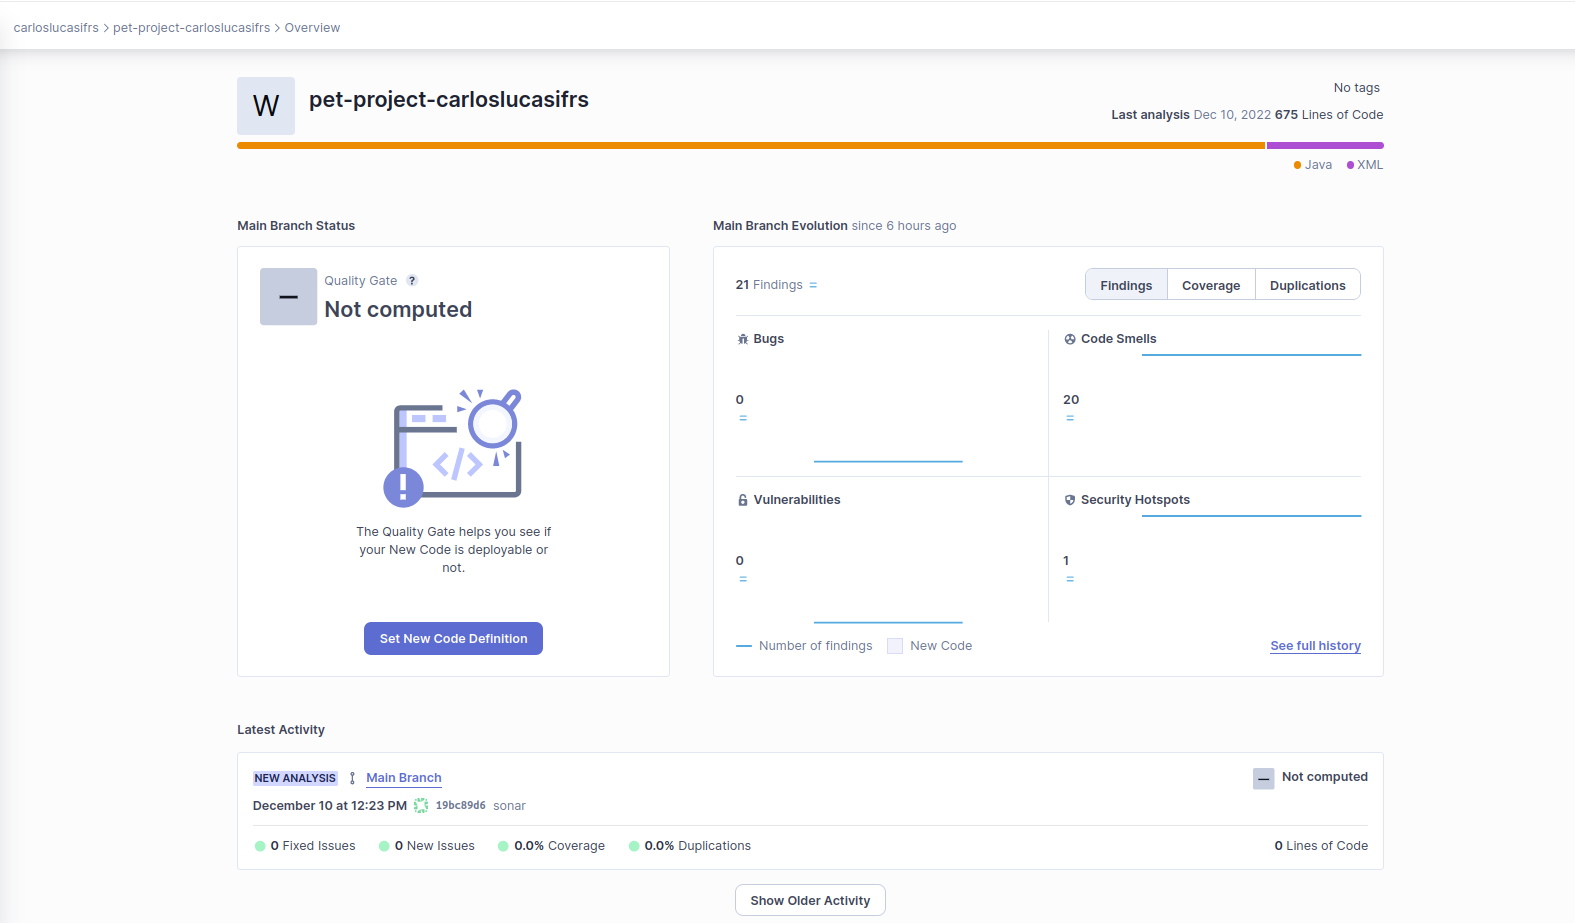 carloslucasifrs > pet-project-carloslucasifrs > Overview
W
pet-project-carloslucasifrs
No tags
Last analysis Dec 10, 2022 675 Lines of Code
Java XML
Main Branch Status
Quality Gate ?
Not computed
The Quality Gate helps you see if
your New Code is deployable or
not.
Set New Code Definition
Main Branch Evolution since 6 hours ago
21 Findings =
Findings Coverage Duplications
Bugs
0
=
Code Smells
20
=
Vulnerabilities
0
=
Security Hotspots
1
=
Number of findings New Code
See full history
Latest Activity
NEW ANALYSIS Main Branch
Not computed
December 10 at 12:23 PM 19bc89d6 sonar
0 Fixed Issues 0 New Issues 0.0% Coverage 0.0% Duplications
0 Lines of Code
Show Older Activity